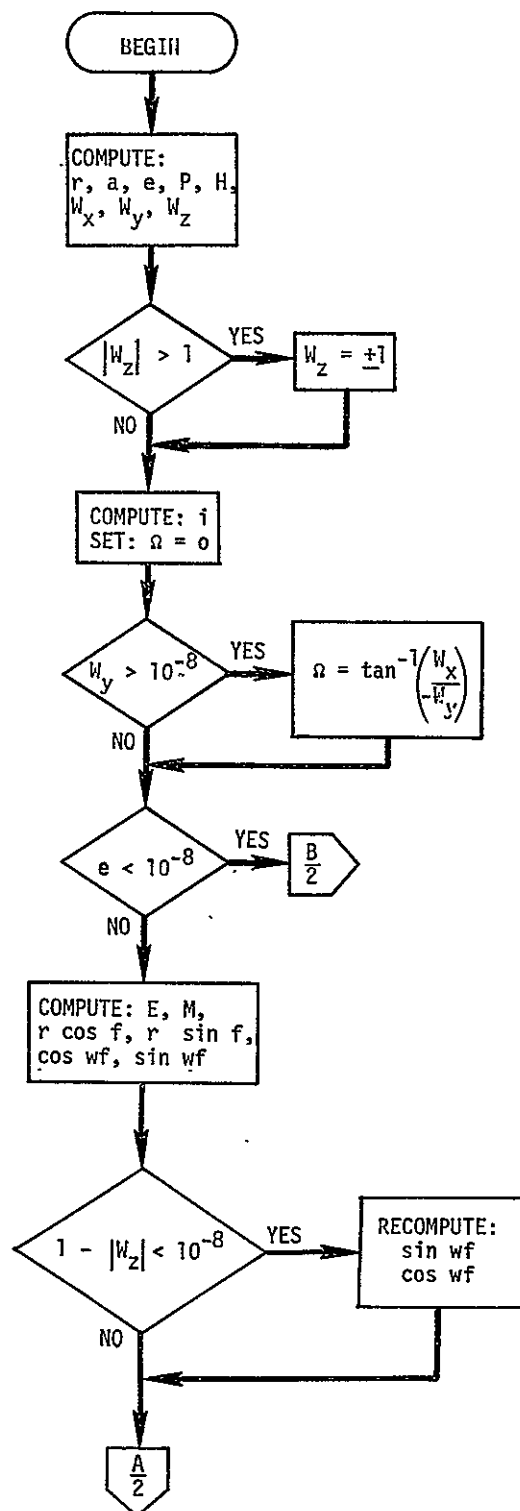 BEGIN
COMPUTE:
r, a, e, P, H,
W_x, W_y, W_z
|W_z| > 1
YES
W_z = ±1
NO
COMPUTE: i
SET: Ω = o
W_y > 10^-8
YES
Ω = tan^-1(W_x / -W_y)
NO
e < 10^-8
YES
B
2
NO
COMPUTE: E, M,
r cos f, r sin f,
cos wf, sin wf
1 - |W_z| < 10^-8
YES
RECOMPUTE:
sin wf
cos wf
NO
A
2